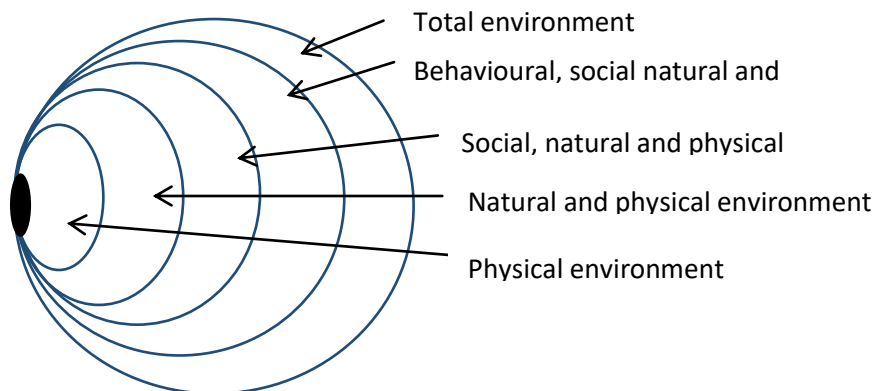 Total environment
Behavioural, social natural and
Social, natural and physical
Natural and physical environment
Physical environment